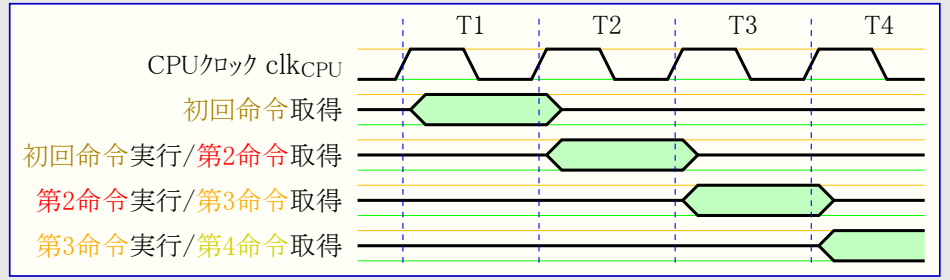 T1 T2 T3 T4
CPUクロック clkCPU
初回命令取得
初回命令実行/第2命令取得
第2命令実行/第3命令取得
第3命令実行/第4命令取得